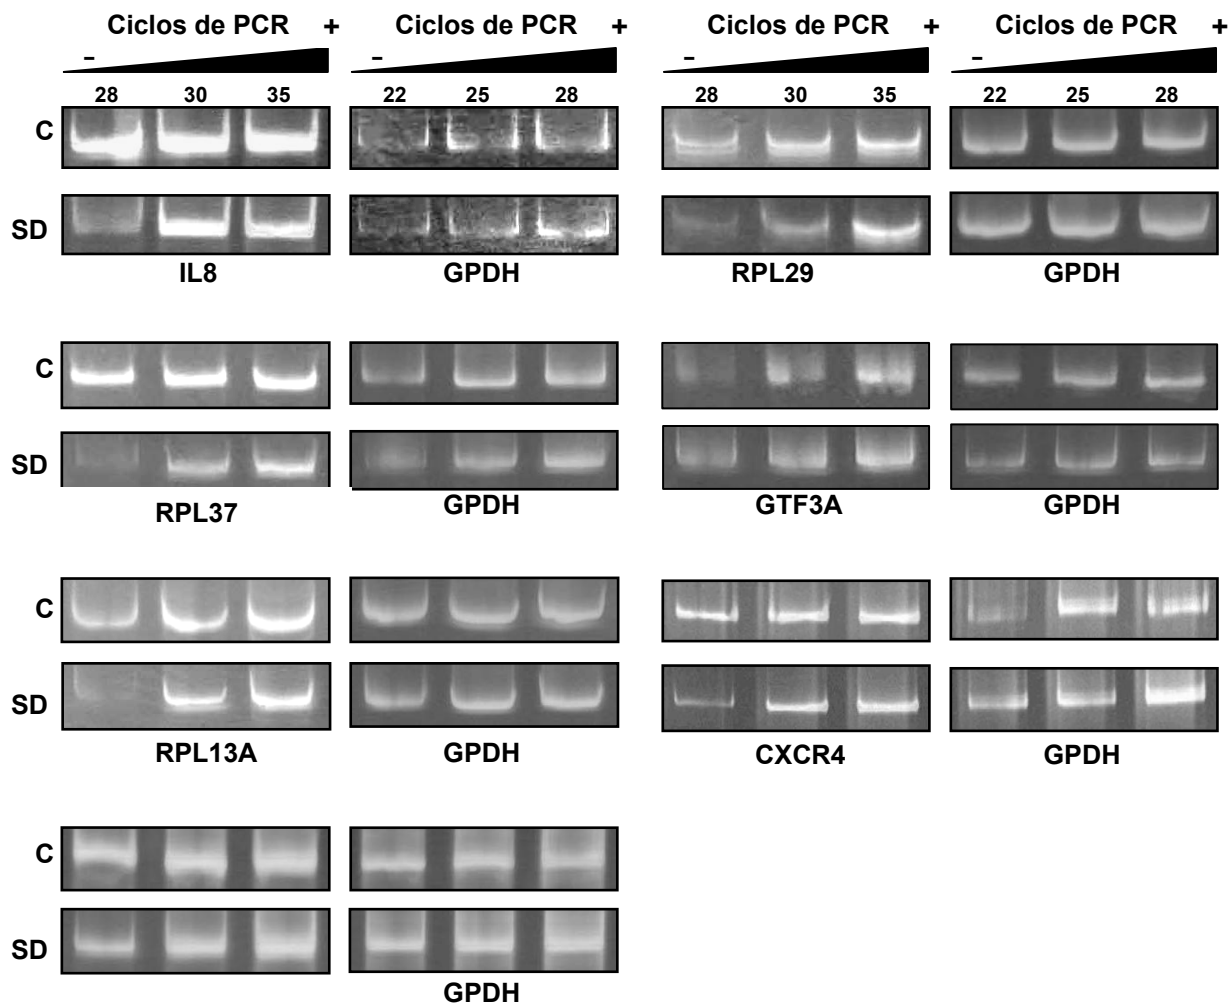 Ciclos de PCR + Ciclos de PCR + Ciclos de PCR + Ciclos de PCR +
- - - -
28 30 35 22 25 28 28 30 35 22 25 28
C
SD
IL8 GPDH RPL29 GPDH
C
SD
RPL37 GPDH GTF3A GPDH
C
SD
RPL13A GPDH CXCR4 GPDH
C
SD
GPDH